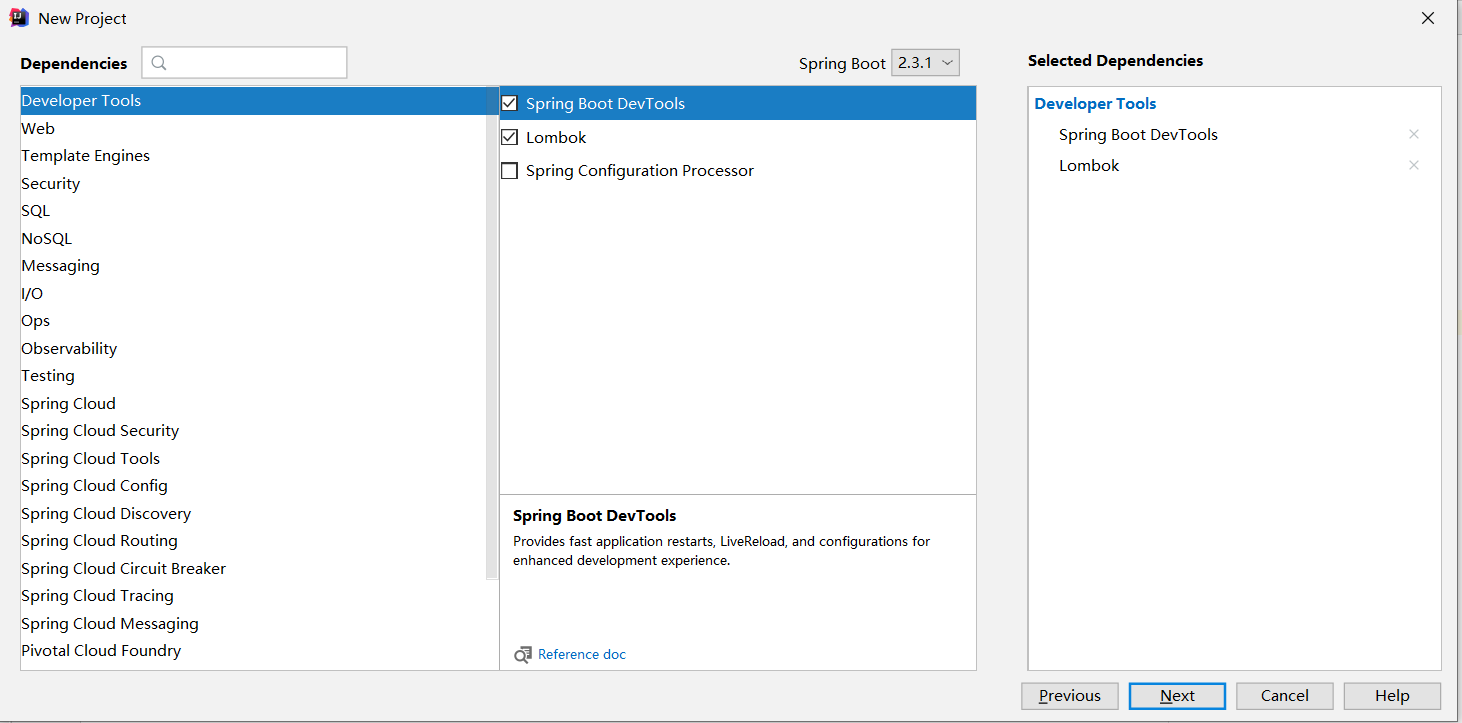 New Project
Dependencies
Spring Boot 2.3.1
Selected Dependencies
Developer Tools
Web
Template Engines
Security
SQL
NoSQL
Messaging
I/O
Ops
Observability
Testing
Spring Cloud
Spring Cloud Security
Spring Cloud Tools
Spring Cloud Config
Spring Cloud Discovery
Spring Cloud Routing
Spring Cloud Circuit Breaker
Spring Cloud Tracing
Spring Cloud Messaging
Pivotal Cloud Foundry
Spring Boot DevTools
Lombok
Spring Configuration Processor
Spring Boot DevTools
Provides fast application restarts, LiveReload, and configurations for
enhanced development experience.
Reference doc
Developer Tools
Spring Boot DevTools
Lombok
Previous
Next
Cancel
Help